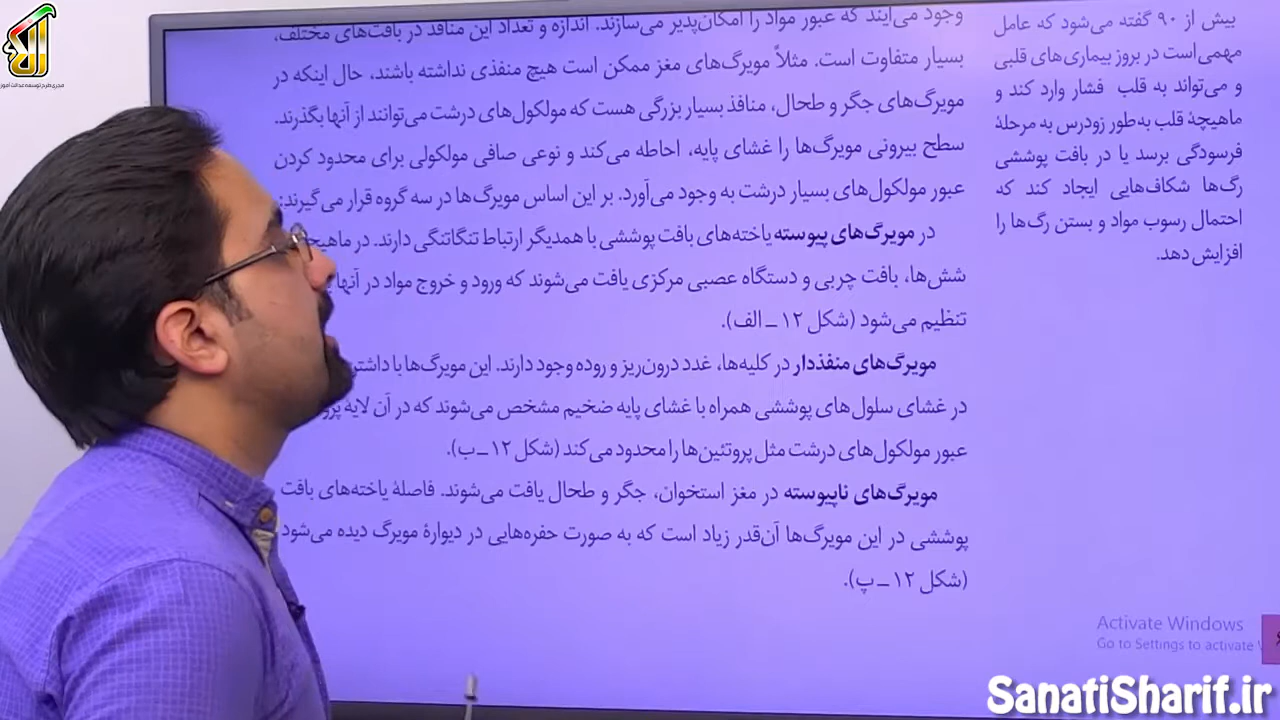 بیش از ۹۰ گفته می‌شود که عامل
مهمی است در بروز بیماری‌های قلبی
و می‌تواند به قلب فشار وارد کند و
ماهیچهٔ قلب به‌طور زودرس به مرحلهٔ
فرسودگی برسد یا در بافت پوششی
رگ‌ها شکاف‌هایی ایجاد کند که
احتمال رسوب مواد و بستن رگ‌ها را
افزایش دهد.
وجود می‌آیند که عبور مواد را امکان‌پذیر می‌سازند. اندازه و تعداد این منافذ در بافت‌های مختلف،
بسیار متفاوت است. مثلاً مویرگ‌های مغز ممکن است هیچ منفذی نداشته باشند، حال اینکه در
مویرگ‌های جگر و طحال، منافذ بسیار بزرگی هست که مولکول‌های درشت می‌توانند از آنها بگذرند.
سطح بیرونی مویرگ‌ها را غشای پایه، احاطه می‌کند و نوعی صافی مولکولی برای محدود کردن
عبور مولکول‌های بسیار درشت به وجود می‌آورد. بر این اساس مویرگ‌ها در سه گروه قرار می‌گیرند:
در مویرگ‌های پیوسته یاخته‌های بافت پوششی با همدیگر ارتباط تنگاتنگی دارند. در
شش‌ها، بافت چربی و دستگاه عصبی مرکزی یافت می‌شوند که ورود و خروج مواد در آنها
تنظیم می‌شود (شکل ۱۲ ـ الف).
مویرگ‌های منفذدار در کلیه‌ها، غدد درون‌ریز و روده وجود دارند. این مویرگ‌ها با
در غشای سلول‌های پوششی همراه با غشای پایه ضخیم مشخص می‌شوند که در آن لایه
عبور مولکول‌های درشت مثل پروتئین‌ها را محدود می‌کند (شکل ۱۲ ـ ب).
مویرگ‌های ناپیوسته در مغز استخوان، جگر و طحال یافت می‌شوند. فاصلهٔ یاخته‌های بافت
پوششی در این مویرگ‌ها آن‌قدر زیاد است که به صورت حفره‌هایی در دیوارهٔ مویرگ دیده می‌شود
(شکل ۱۲ ـ پ).
Activate Windows
Go to Settings to activate
SanatiSharif.ir